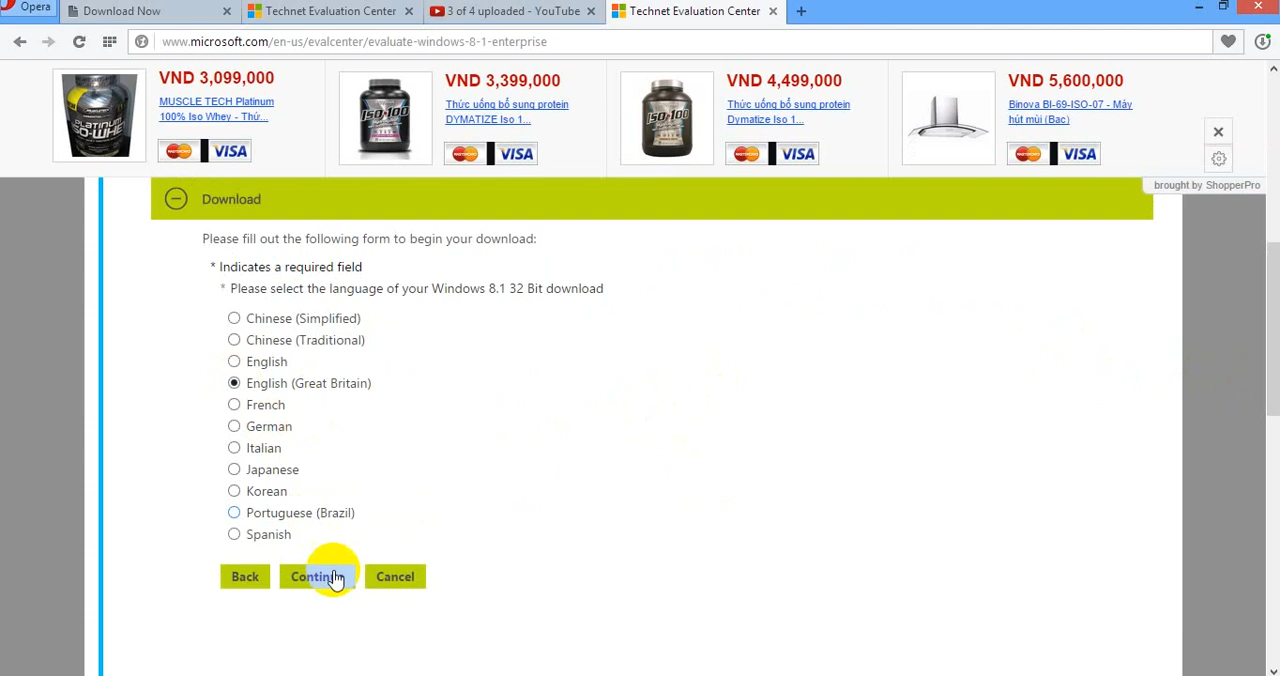 Opera
Download Now
Technet Evaluation Center
3 of 4 uploaded - YouTube
Technet Evaluation Center
www.microsoft.com/en-us/evalcenter/evaluate-windows-8-1-enterprise
VND 3,099,000
MUSCLE TECH Platinum
100% Iso Whey - Thứ...
VISA
VND 3,399,000
Thức uống bổ sung protein
DYMATIZE Iso 1...
VISA
VND 4,499,000
Thức uống bổ sung protein
Dymatize Iso 1...
VISA
VND 5,600,000
Binova BI-69-ISO-07 - Máy
hút mùi (Bạc)
VISA
brought by ShopperPro
Download
Please fill out the following form to begin your download:
* Indicates a required field
* Please select the language of your Windows 8.1 32 Bit download
Chinese (Simplified)
Chinese (Traditional)
English
English (Great Britain)
French
German
Italian
Japanese
Korean
Portuguese (Brazil)
Spanish
Back
Continue
Cancel